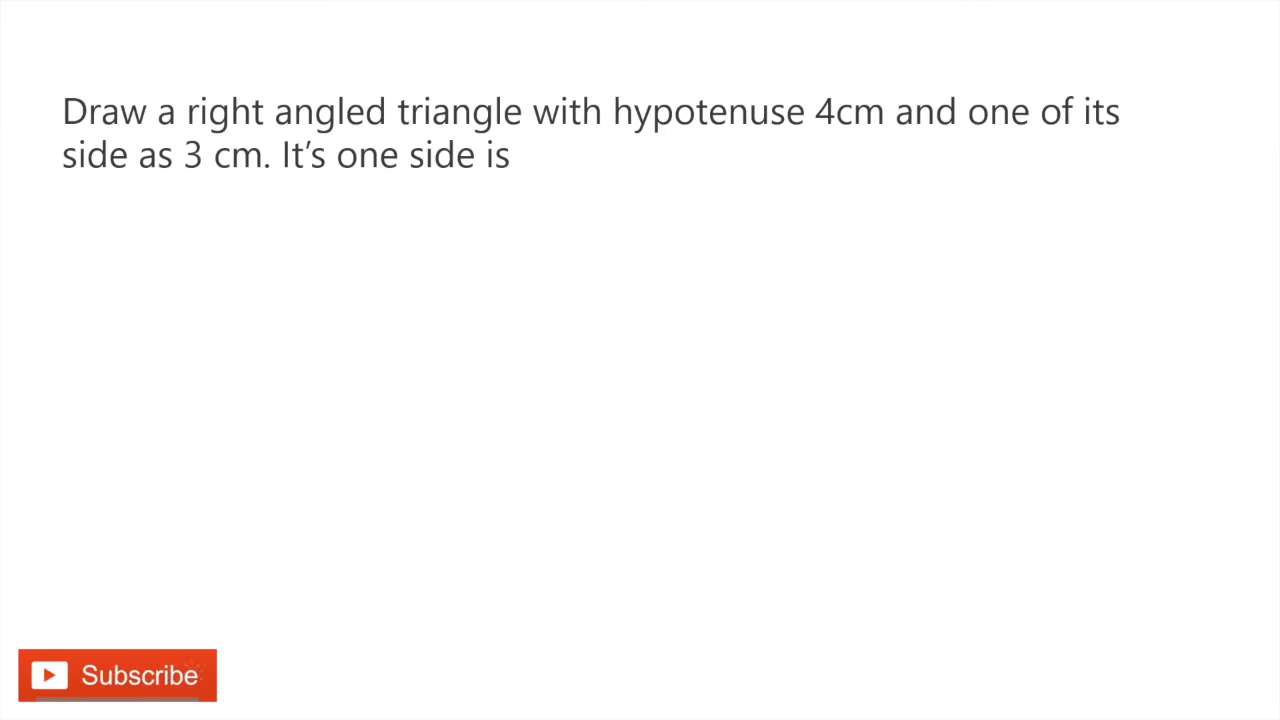 Draw a right angled triangle with hypotenuse 4cm and one of its
side as 3 cm. It’s one side is
Subscribe